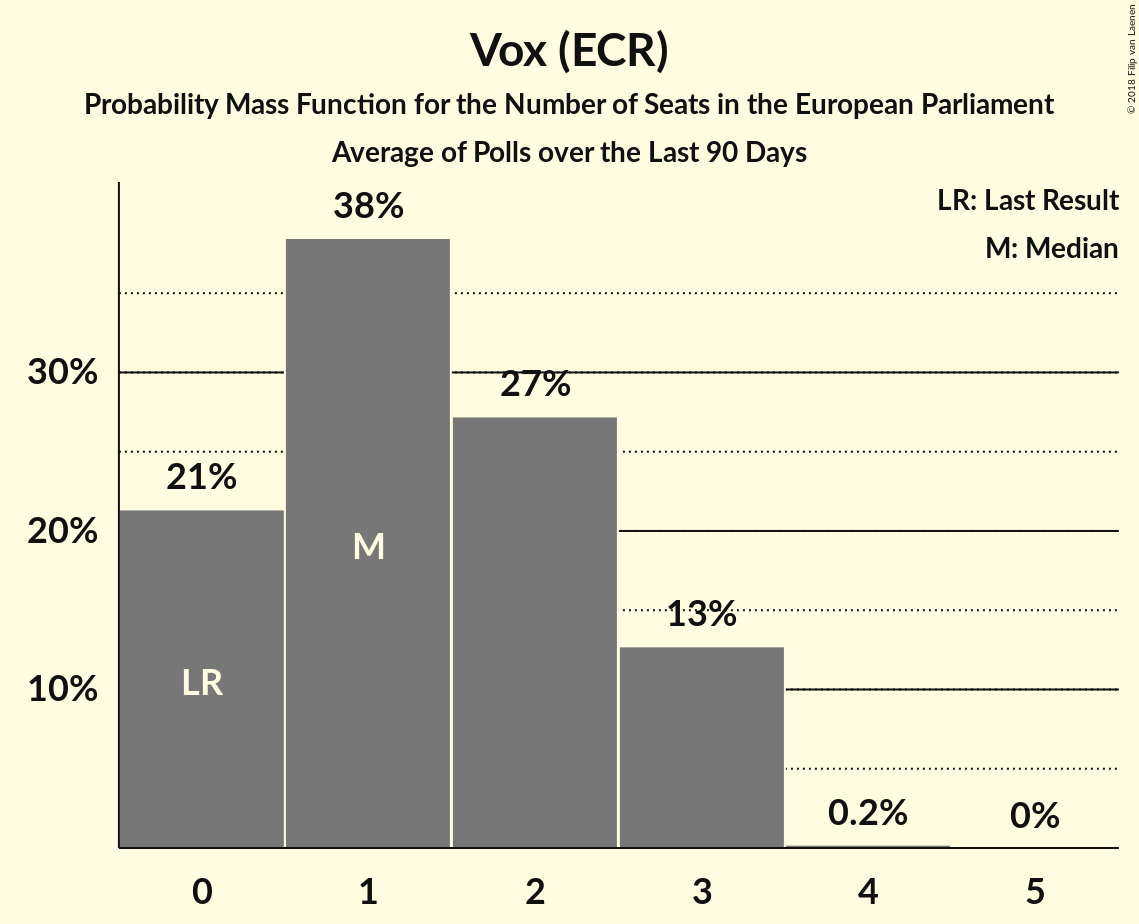 Vox (ECR)
Probability Mass Function for the Number of Seats in the European Parliament
Average of Polls over the Last 90 Days
© 2018 Filip van Laenen
LR: Last Result
M: Median
38%
30%
27%
21%
20%
M
13%
LR
10%
0.2%
0%
0 1 2 3 4 5